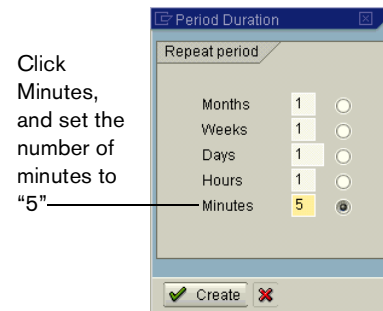 Click
Minutes,
and set the
number of
minutes to
“5”
Period Duration
Repeat period
Months 1
Weeks 1
Days 1
Hours 1
Minutes 5
Create